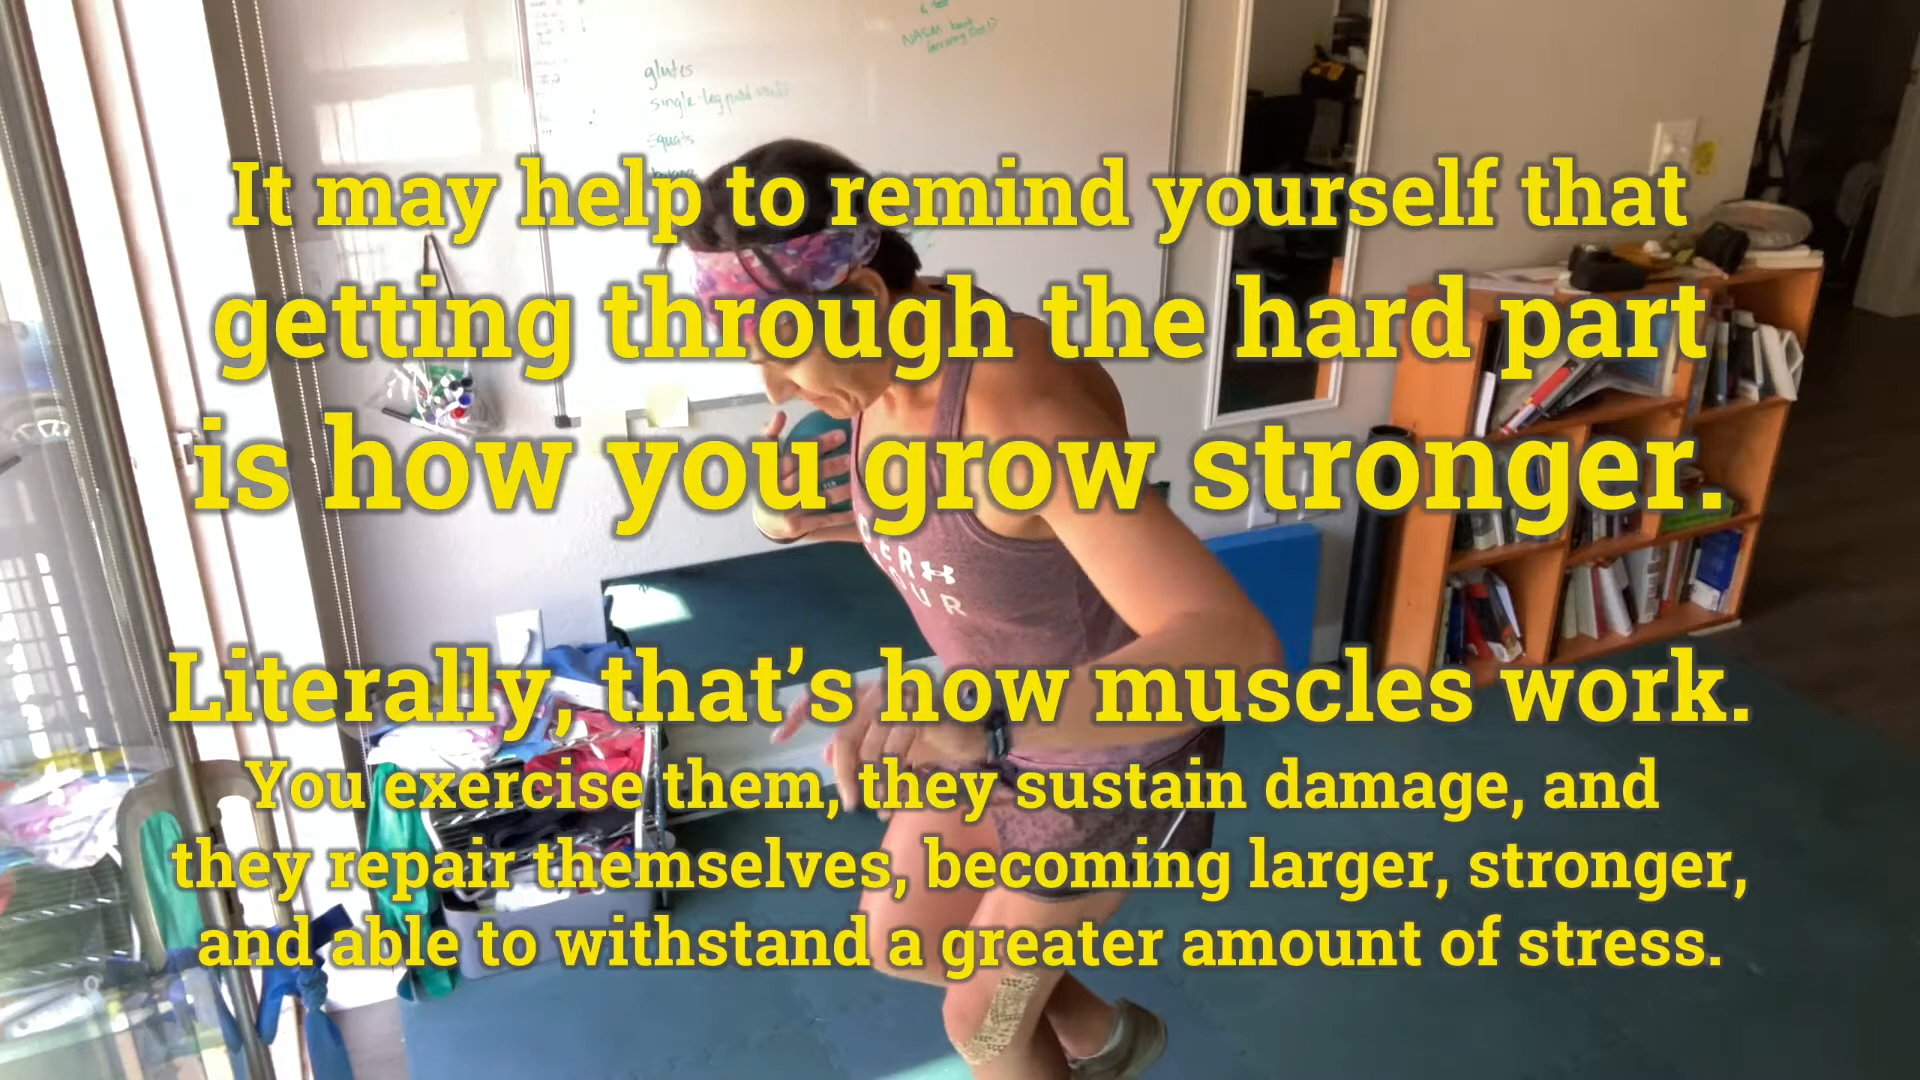 glutes
It may help to remind yourself that
getting through the hard part
is how you grow stronger.
Literally, that’s how muscles work.
You exercise them, they sustain damage, and
they repair themselves, becoming larger, stronger,
and able to withstand a greater amount of stress.